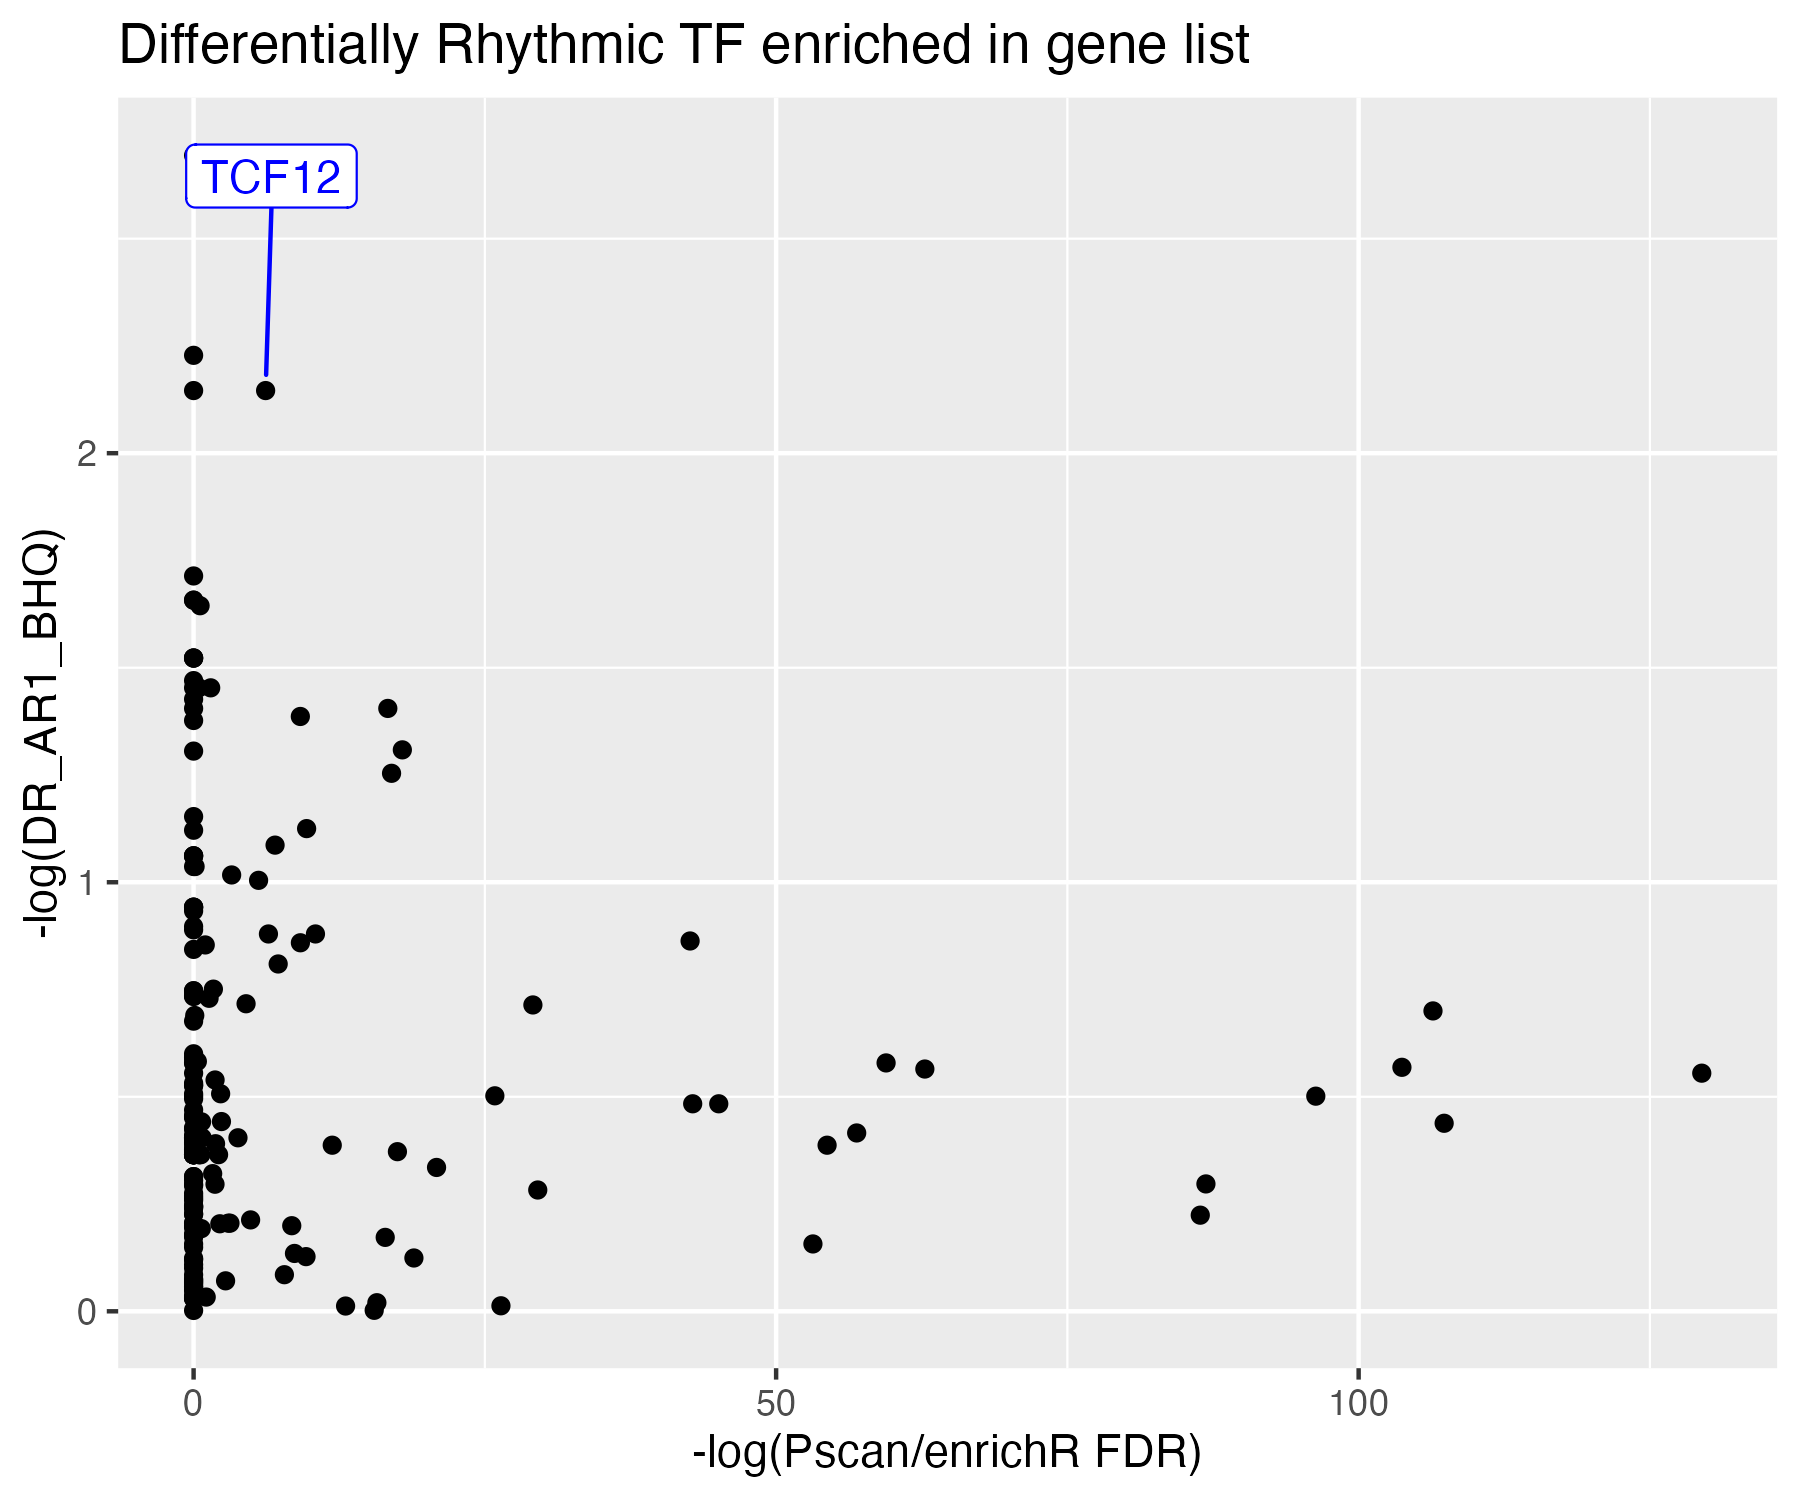 Differentially Rhythmic TF enriched in gene list
TCF12
2
1
0
-log(DR_AR1_BHQ)
0
50
100
-log(Pscan/enrichR FDR)